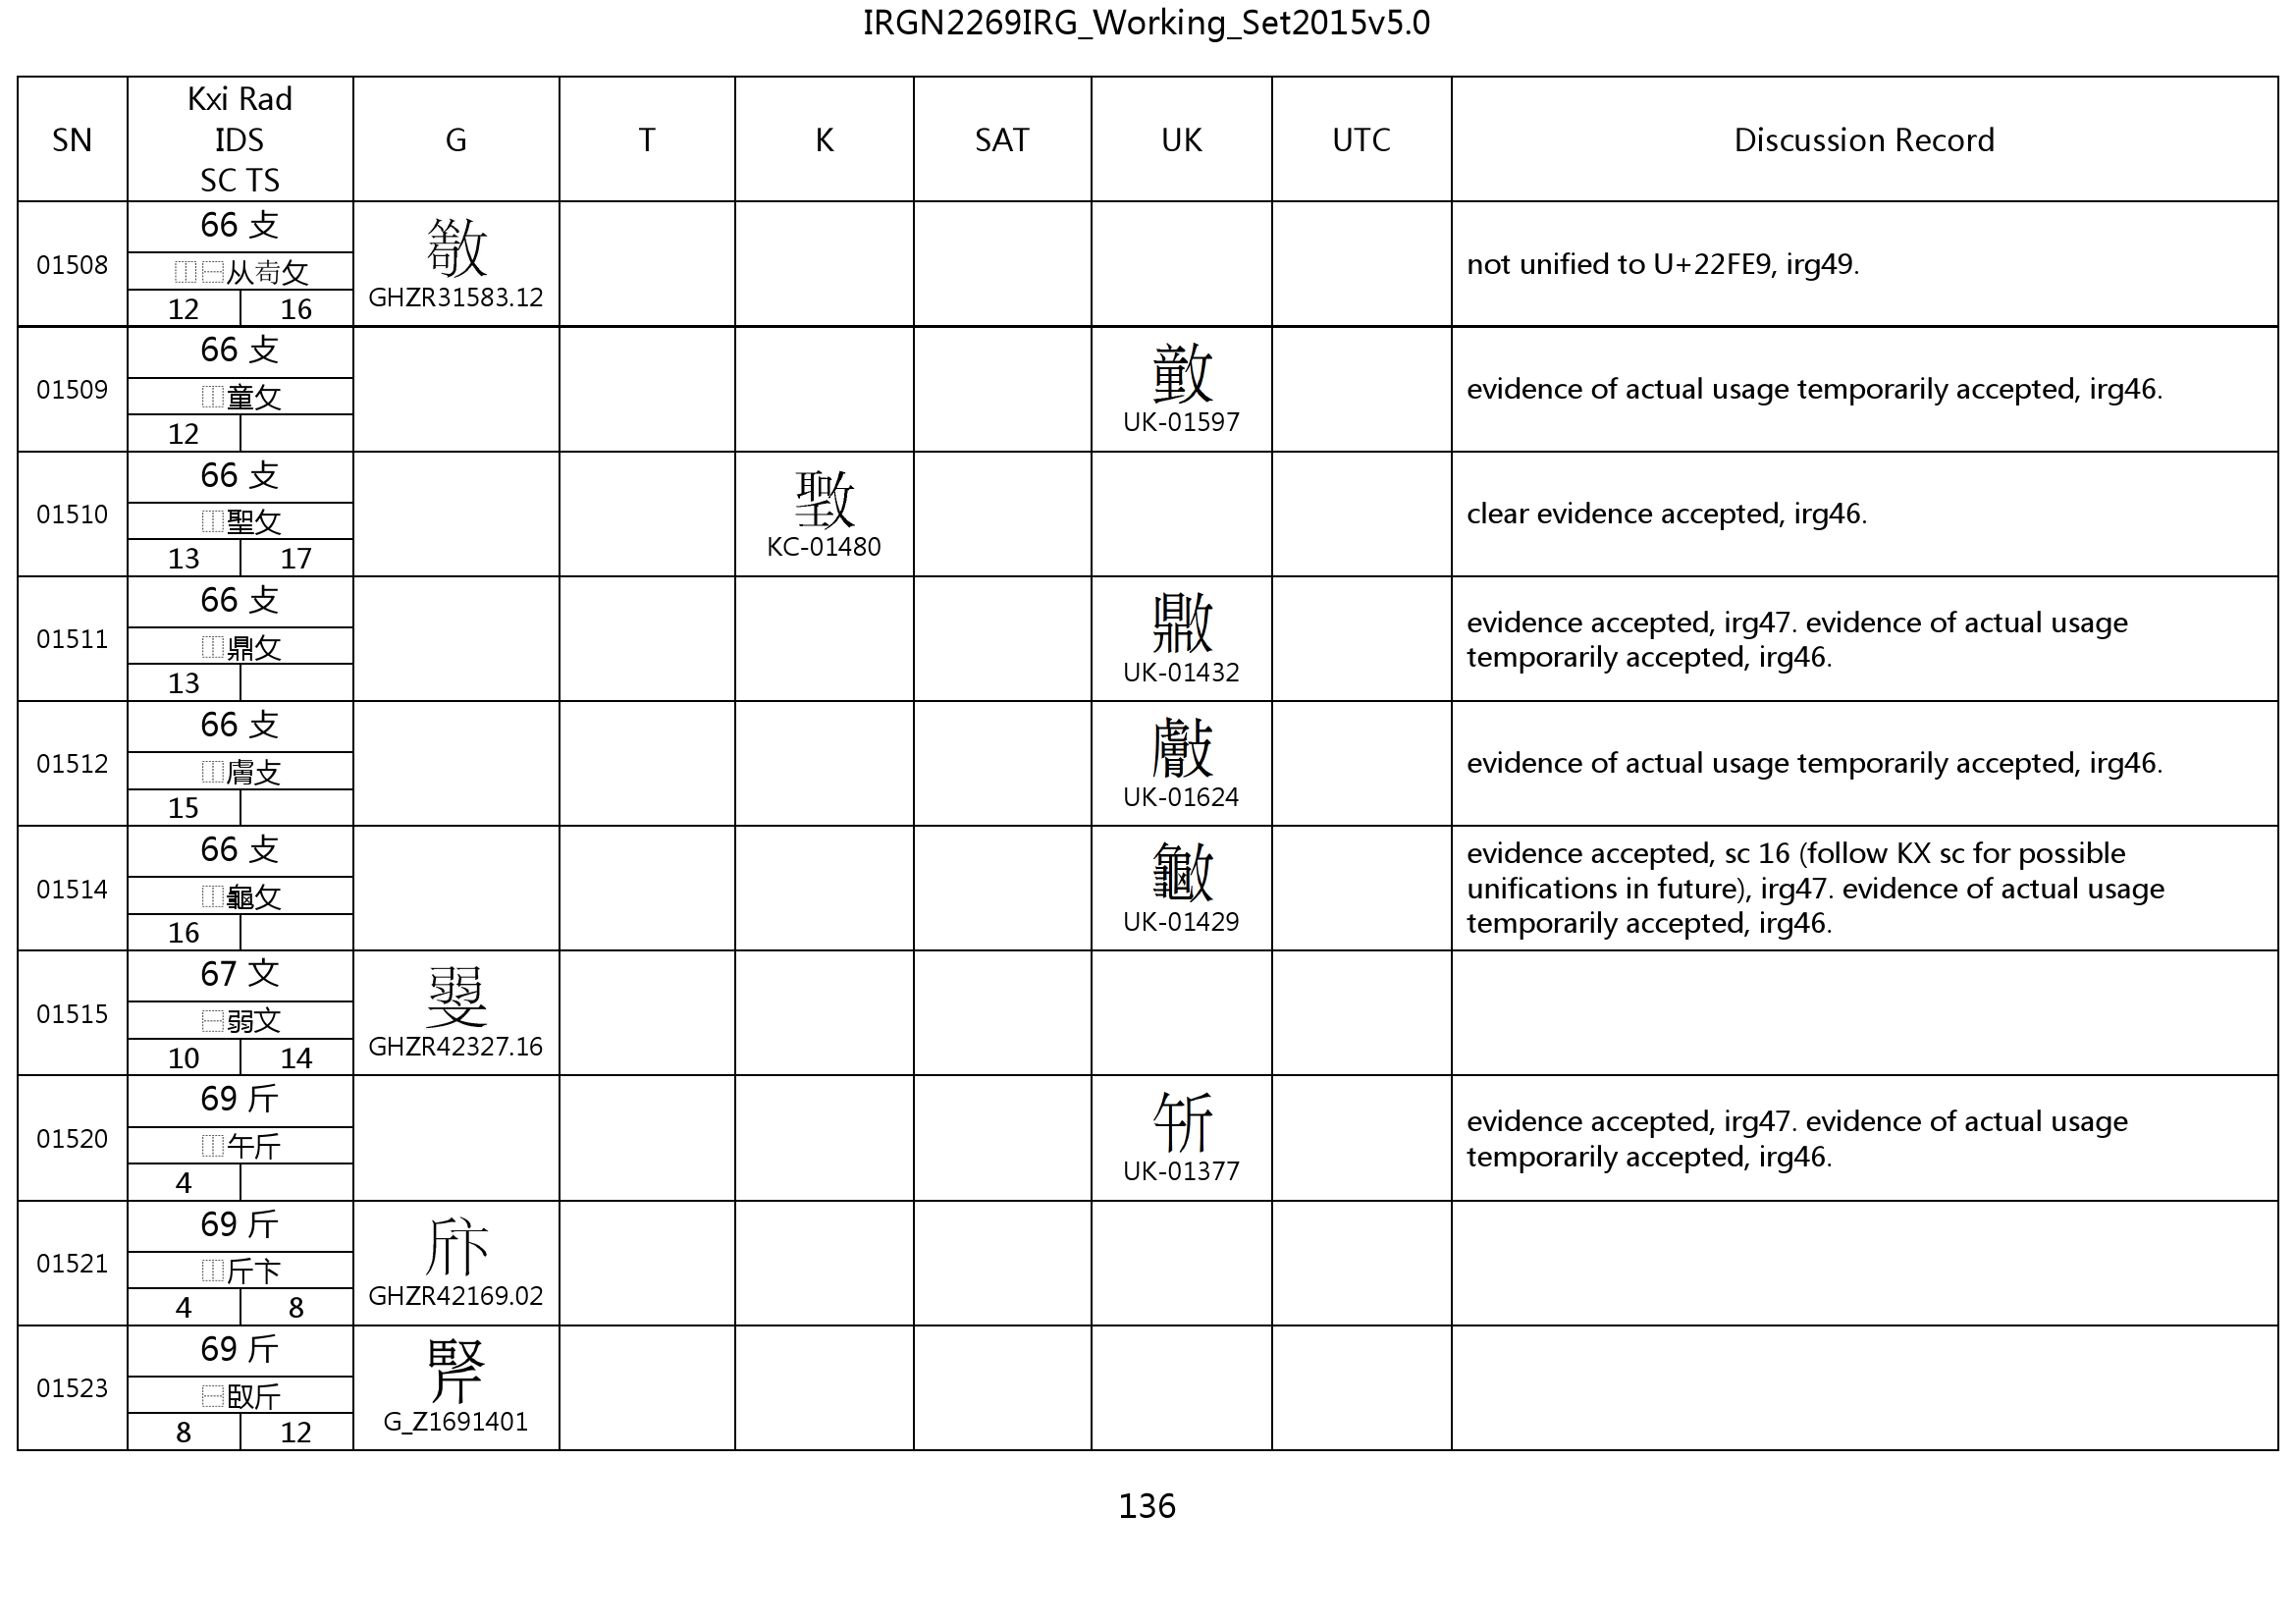 IRGN2269IRG_Working_Set2015v5.0
SN
Kxi Rad
IDS
SC TS
G
T
K
SAT
UK
UTC
Discussion Record
01508
66 攴
⿰⿱从茍攵
12 16
GHZR31583.12
not unified to U+22FE9, irg49.
01509
66 攴
⿰童攵
12
UK-01597
evidence of actual usage temporarily accepted, irg46.
01510
66 攴
⿰聖攵
13 17
KC-01480
clear evidence accepted, irg46.
01511
66 攴
⿰鼎攵
13
UK-01432
evidence accepted, irg47. evidence of actual usage
temporarily accepted, irg46.
01512
66 攴
⿰膚攴
15
UK-01624
evidence of actual usage temporarily accepted, irg46.
01514
66 攴
⿰龜攵
16
UK-01429
evidence accepted, sc 16 (follow KX sc for possible
unifications in future), irg47. evidence of actual usage
temporarily accepted, irg46.
01515
67 文
⿱弱文
10 14
GHZR42327.16
01520
69 斤
⿰午斤
4
UK-01377
evidence accepted, irg47. evidence of actual usage
temporarily accepted, irg46.
01521
69 斤
⿰斤卞
4 8
GHZR42169.02
01523
69 斤
⿱臤斤
8 12
G_Z1691401
136